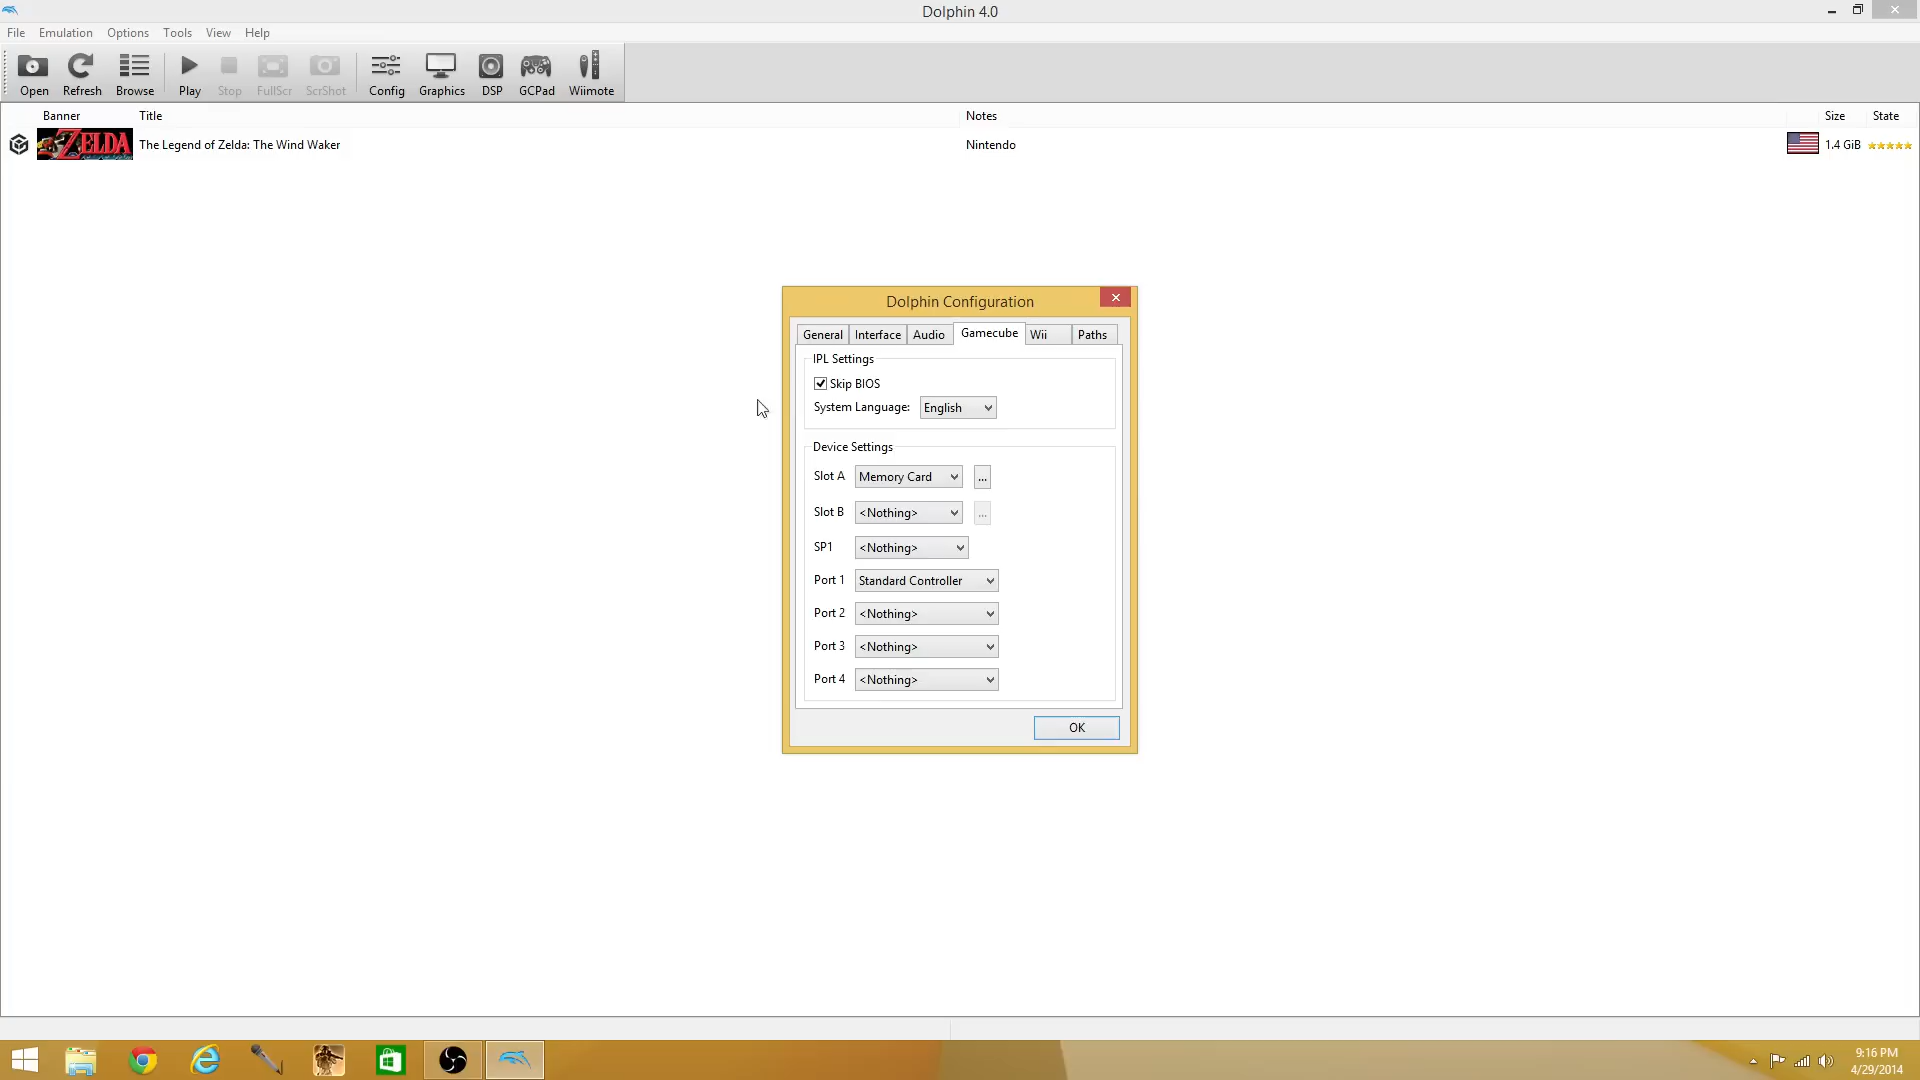 Dolphin 4.0
File Emulation Options Tools View Help
Open Refresh Browse Play Stop FullScr ScrShot Config Graphics DSP GCPad Wiimote
Banner Title Notes Size State
ZELDA The Legend of Zelda: The Wind Waker Nintendo 1.4 GiB
Dolphin Configuration
General Interface Audio Gamecube Wii Paths
IPL Settings
Skip BIOS
System Language: English
Device Settings
Slot A Memory Card ...
Slot B <Nothing> ...
SP1 <Nothing>
Port 1 Standard Controller
Port 2 <Nothing>
Port 3 <Nothing>
Port 4 <Nothing>
OK
9:16 PM
4/29/2014